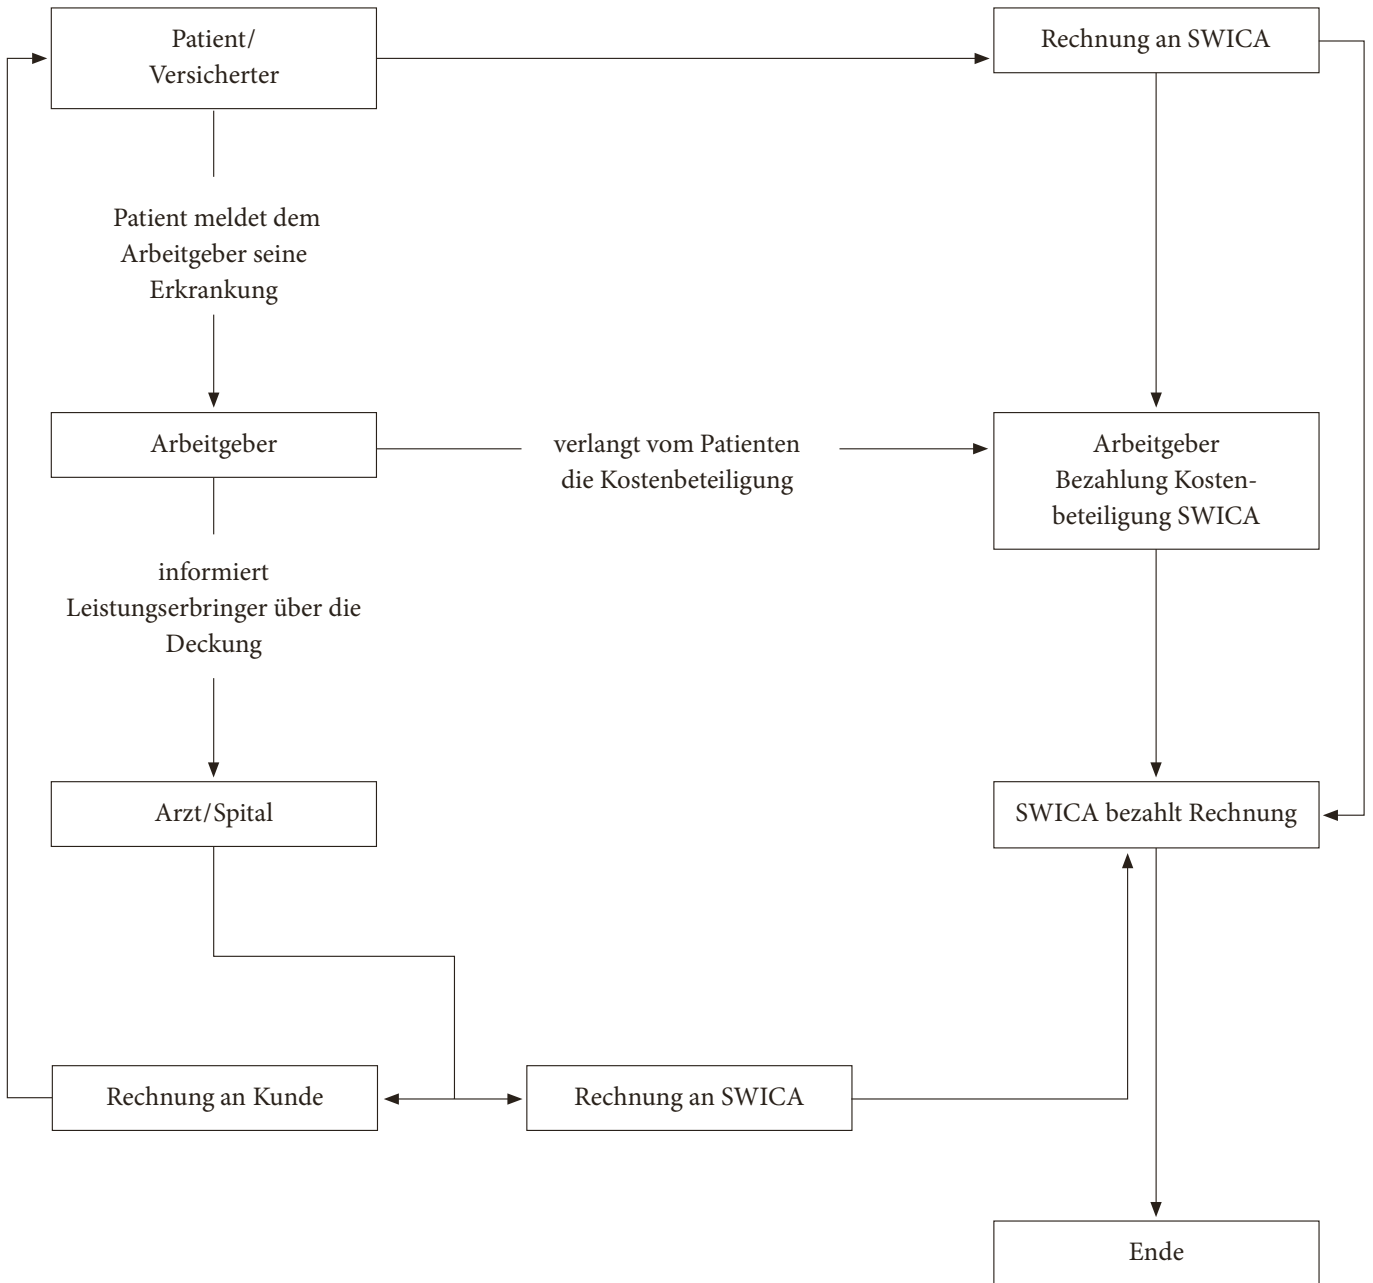 Patient/
Versicherter
Rechnung an SWICA
Patient meldet dem
Arbeitgeber seine
Erkrankung
Arbeitgeber
verlangt vom Patienten
die Kostenbeteiligung
Arbeitgeber
Bezahlung Kosten-
beteiligung SWICA
informiert
Leistungserbringer über die
Deckung
Arzt/Spital
SWICA bezahlt Rechnung
Rechnung an Kunde
Rechnung an SWICA
Ende